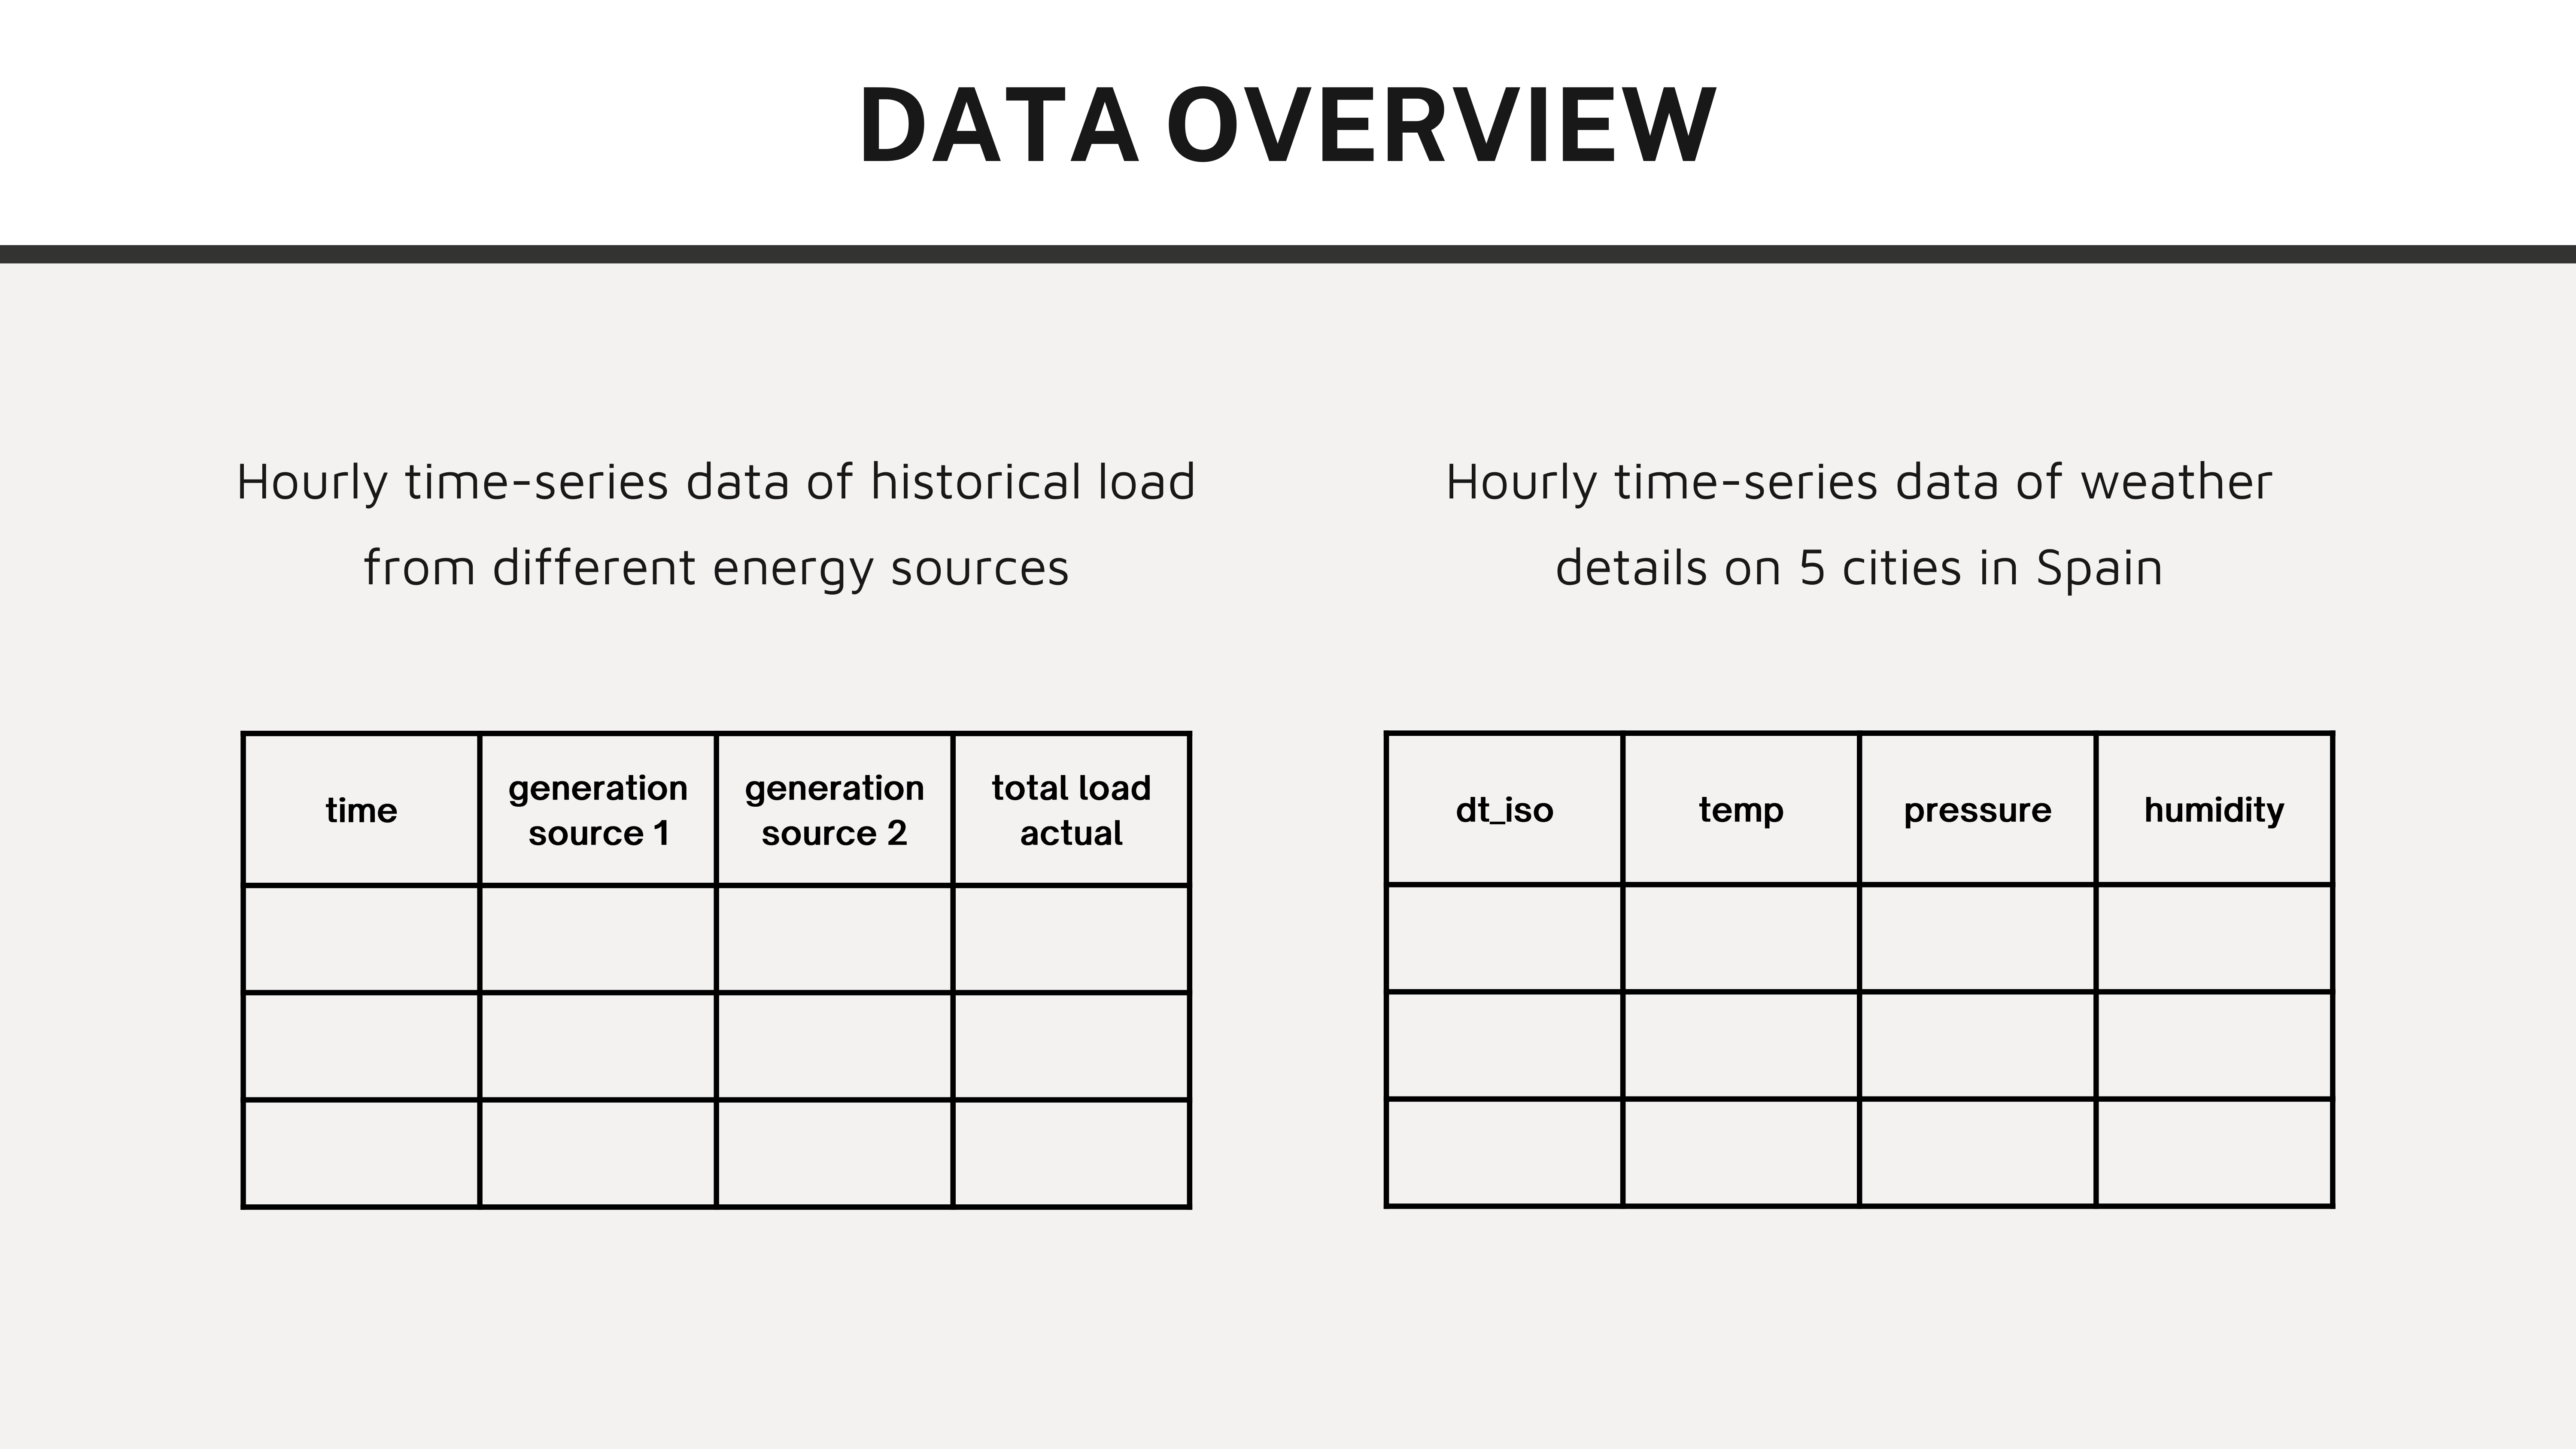 DATA OVERVIEW
Hourly time-series data of historical load
from different energy sources
Hourly time-series data of weather
details on 5 cities in Spain
time
generation
source 1
generation
source 2
total load
actual
dt_iso
temp
pressure
humidity